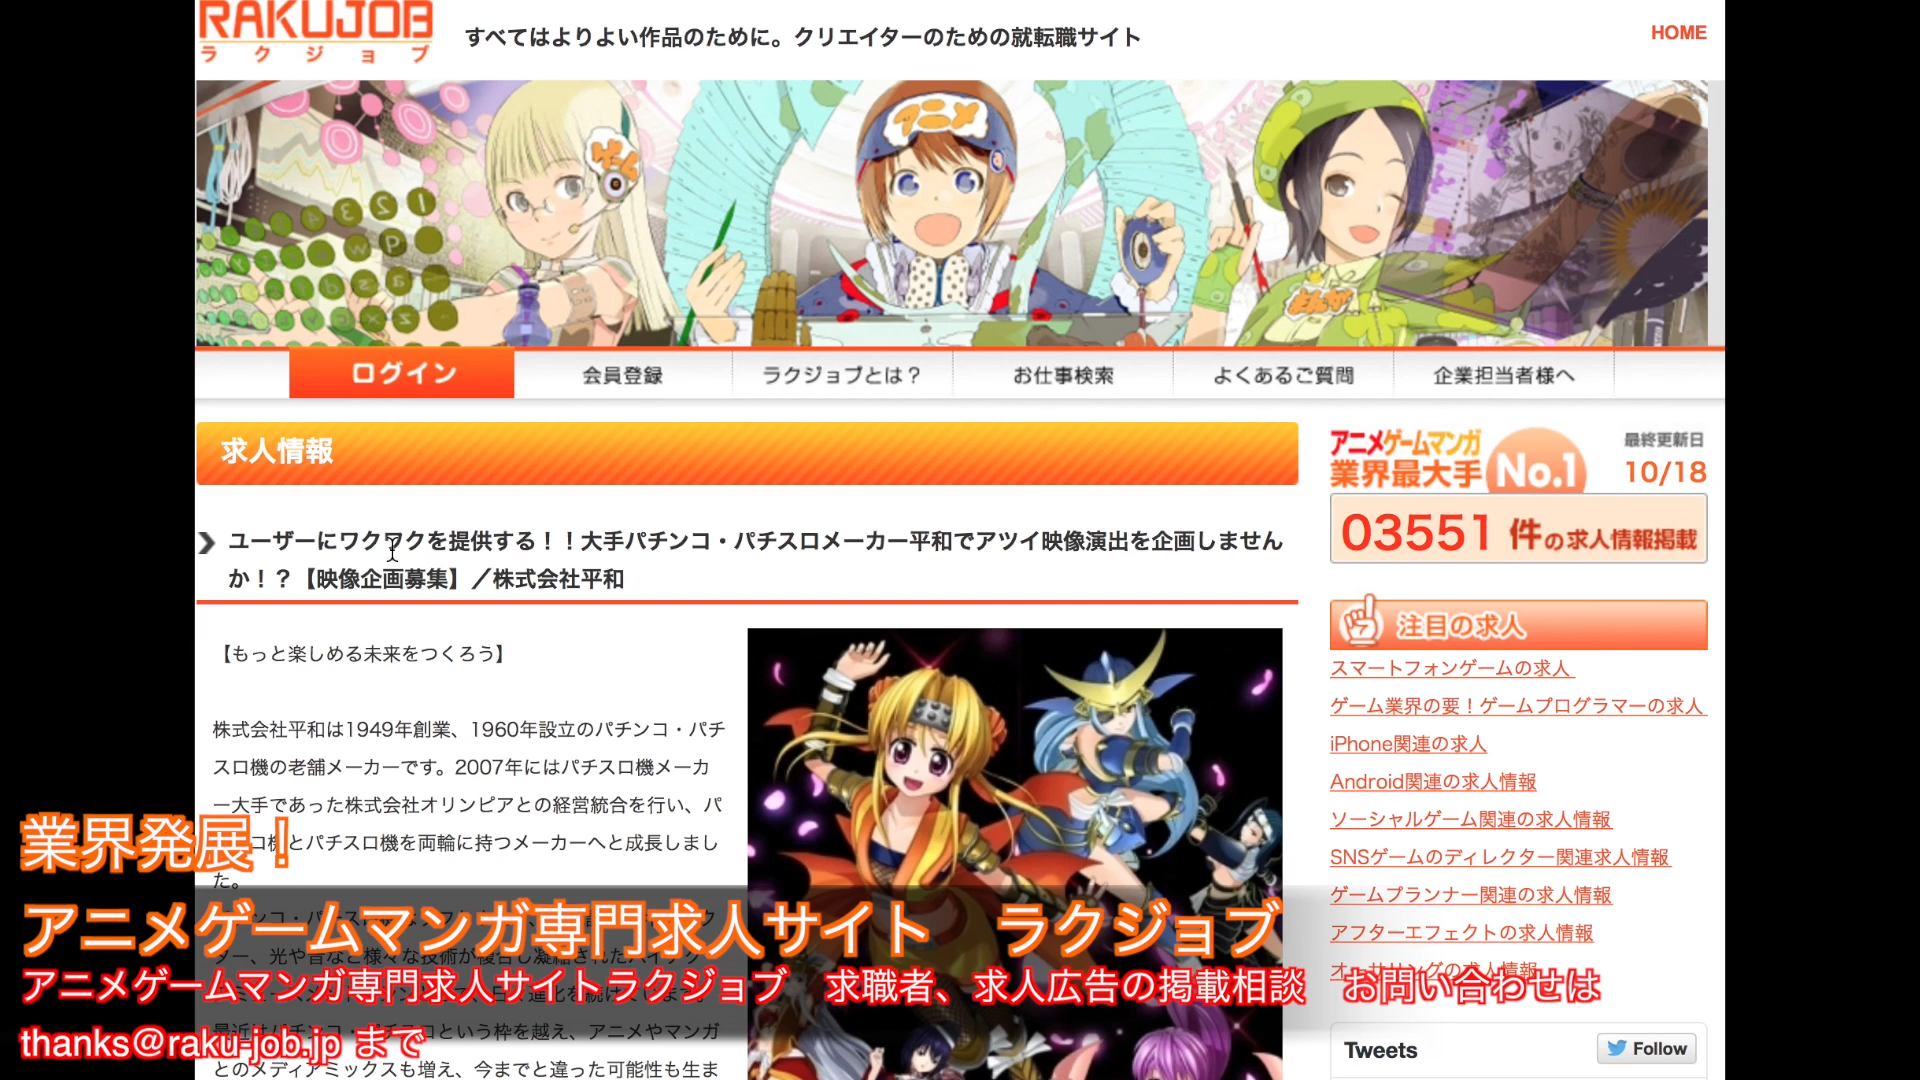 RAKUJOB
ラクジョブ
すべてはよりよい作品のために。クリエイターのための就転職サイト
HOME
ゲーム
アニメ
まんが
ログイン
会員登録
ラクジョブとは？
お仕事検索
よくあるご質問
企業担当者様へ
求人情報
ユーザーにワクワクを提供する！！大手パチンコ・パチスロメーカー平和でアツイ映像演出を企画しません
か！？【映像企画募集】／株式会社平和
【もっと楽しめる未来をつくろう】
株式会社平和は1949年創業、1960年設立のパチンコ・パチ
スロ機の老舗メーカーです。2007年にはパチスロ機メーカ
ー大手であった株式会社オリンピアとの経営統合を行い、パ
コ機とパチスロ機を両輪に持つメーカーへと成長しまし
た。
とのメディアミックスも増え、今までと違った可能性も生ま
アニメゲームマンガ
業界最大手 No.1
最終更新日
10/18
03551 件の求人情報掲載
注目の求人
スマートフォンゲームの求人
ゲーム業界の要！ゲームプログラマーの求人
iPhone関連の求人
Android関連の求人情報
ソーシャルゲーム関連の求人情報
SNSゲームのディレクター関連求人情報
ゲームプランナー関連の求人情報
アフターエフェクトの求人情報
Tweets
Follow
業界発展！
アニメゲームマンガ専門求人サイト　ラクジョブ
アニメゲームマンガ専門求人サイトラクジョブ　求職者、求人広告の掲載相談　お問い合わせは
thanks@raku-job.jp まで